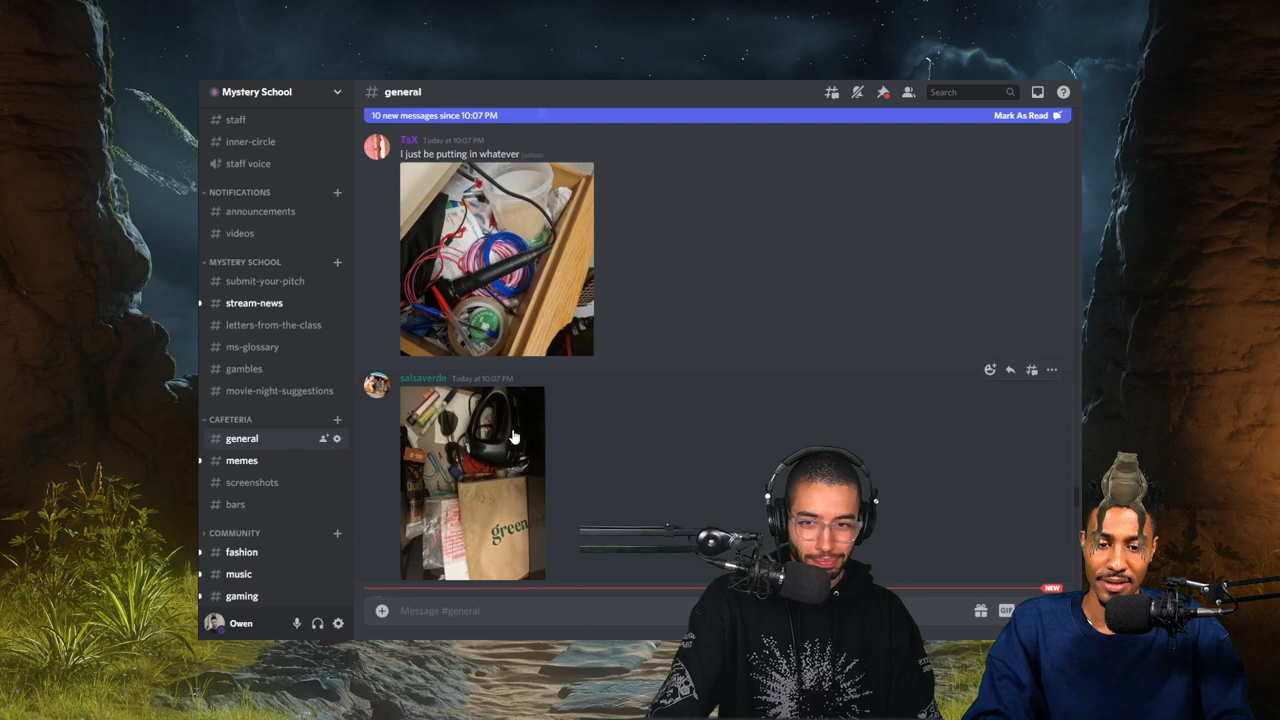 Mystery School
general
Search
staff
inner-circle
staff voice
NOTIFICATIONS
announcements
videos
MYSTERY SCHOOL
submit-your-pitch
stream-news
letters-from-the-class
ms-glossary
gambles
movie-night-suggestions
CAFETERIA
general
memes
screenshots
bars
COMMUNITY
fashion
music
gaming
Owen
10 new messages since 10:07 PM
Mark As Read
TsX Today at 10:07 PM
I just be putting in whatever (edited)
salsaverde Today at 10:07 PM
green
NEW
Message #general
GIF